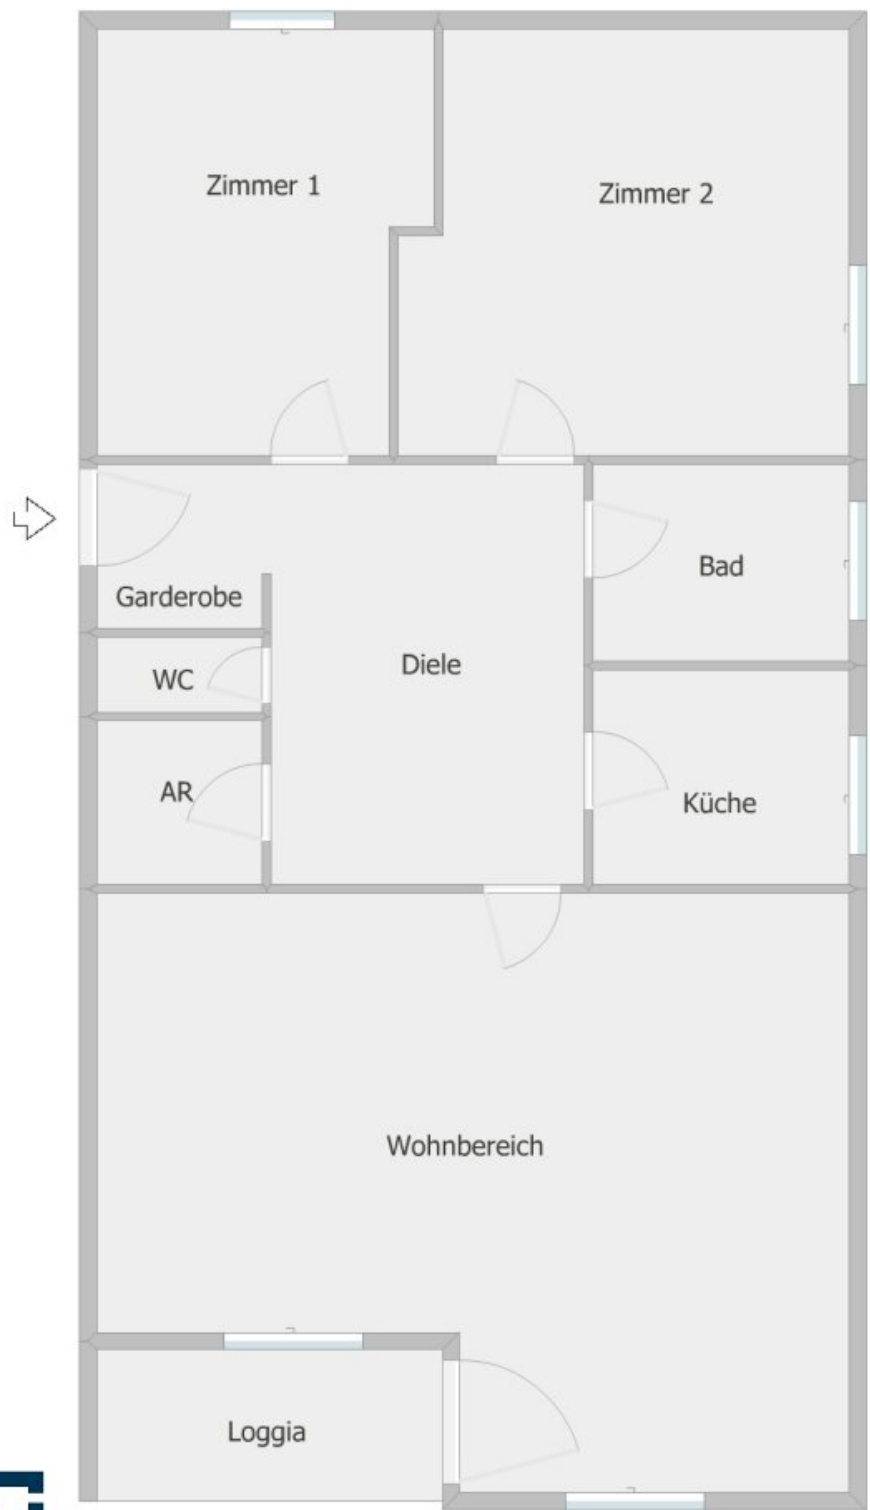 Zimmer 1
Zimmer 2
Bad
Garderobe
Diele
WC
AR
Küche
Wohnbereich
Loggia